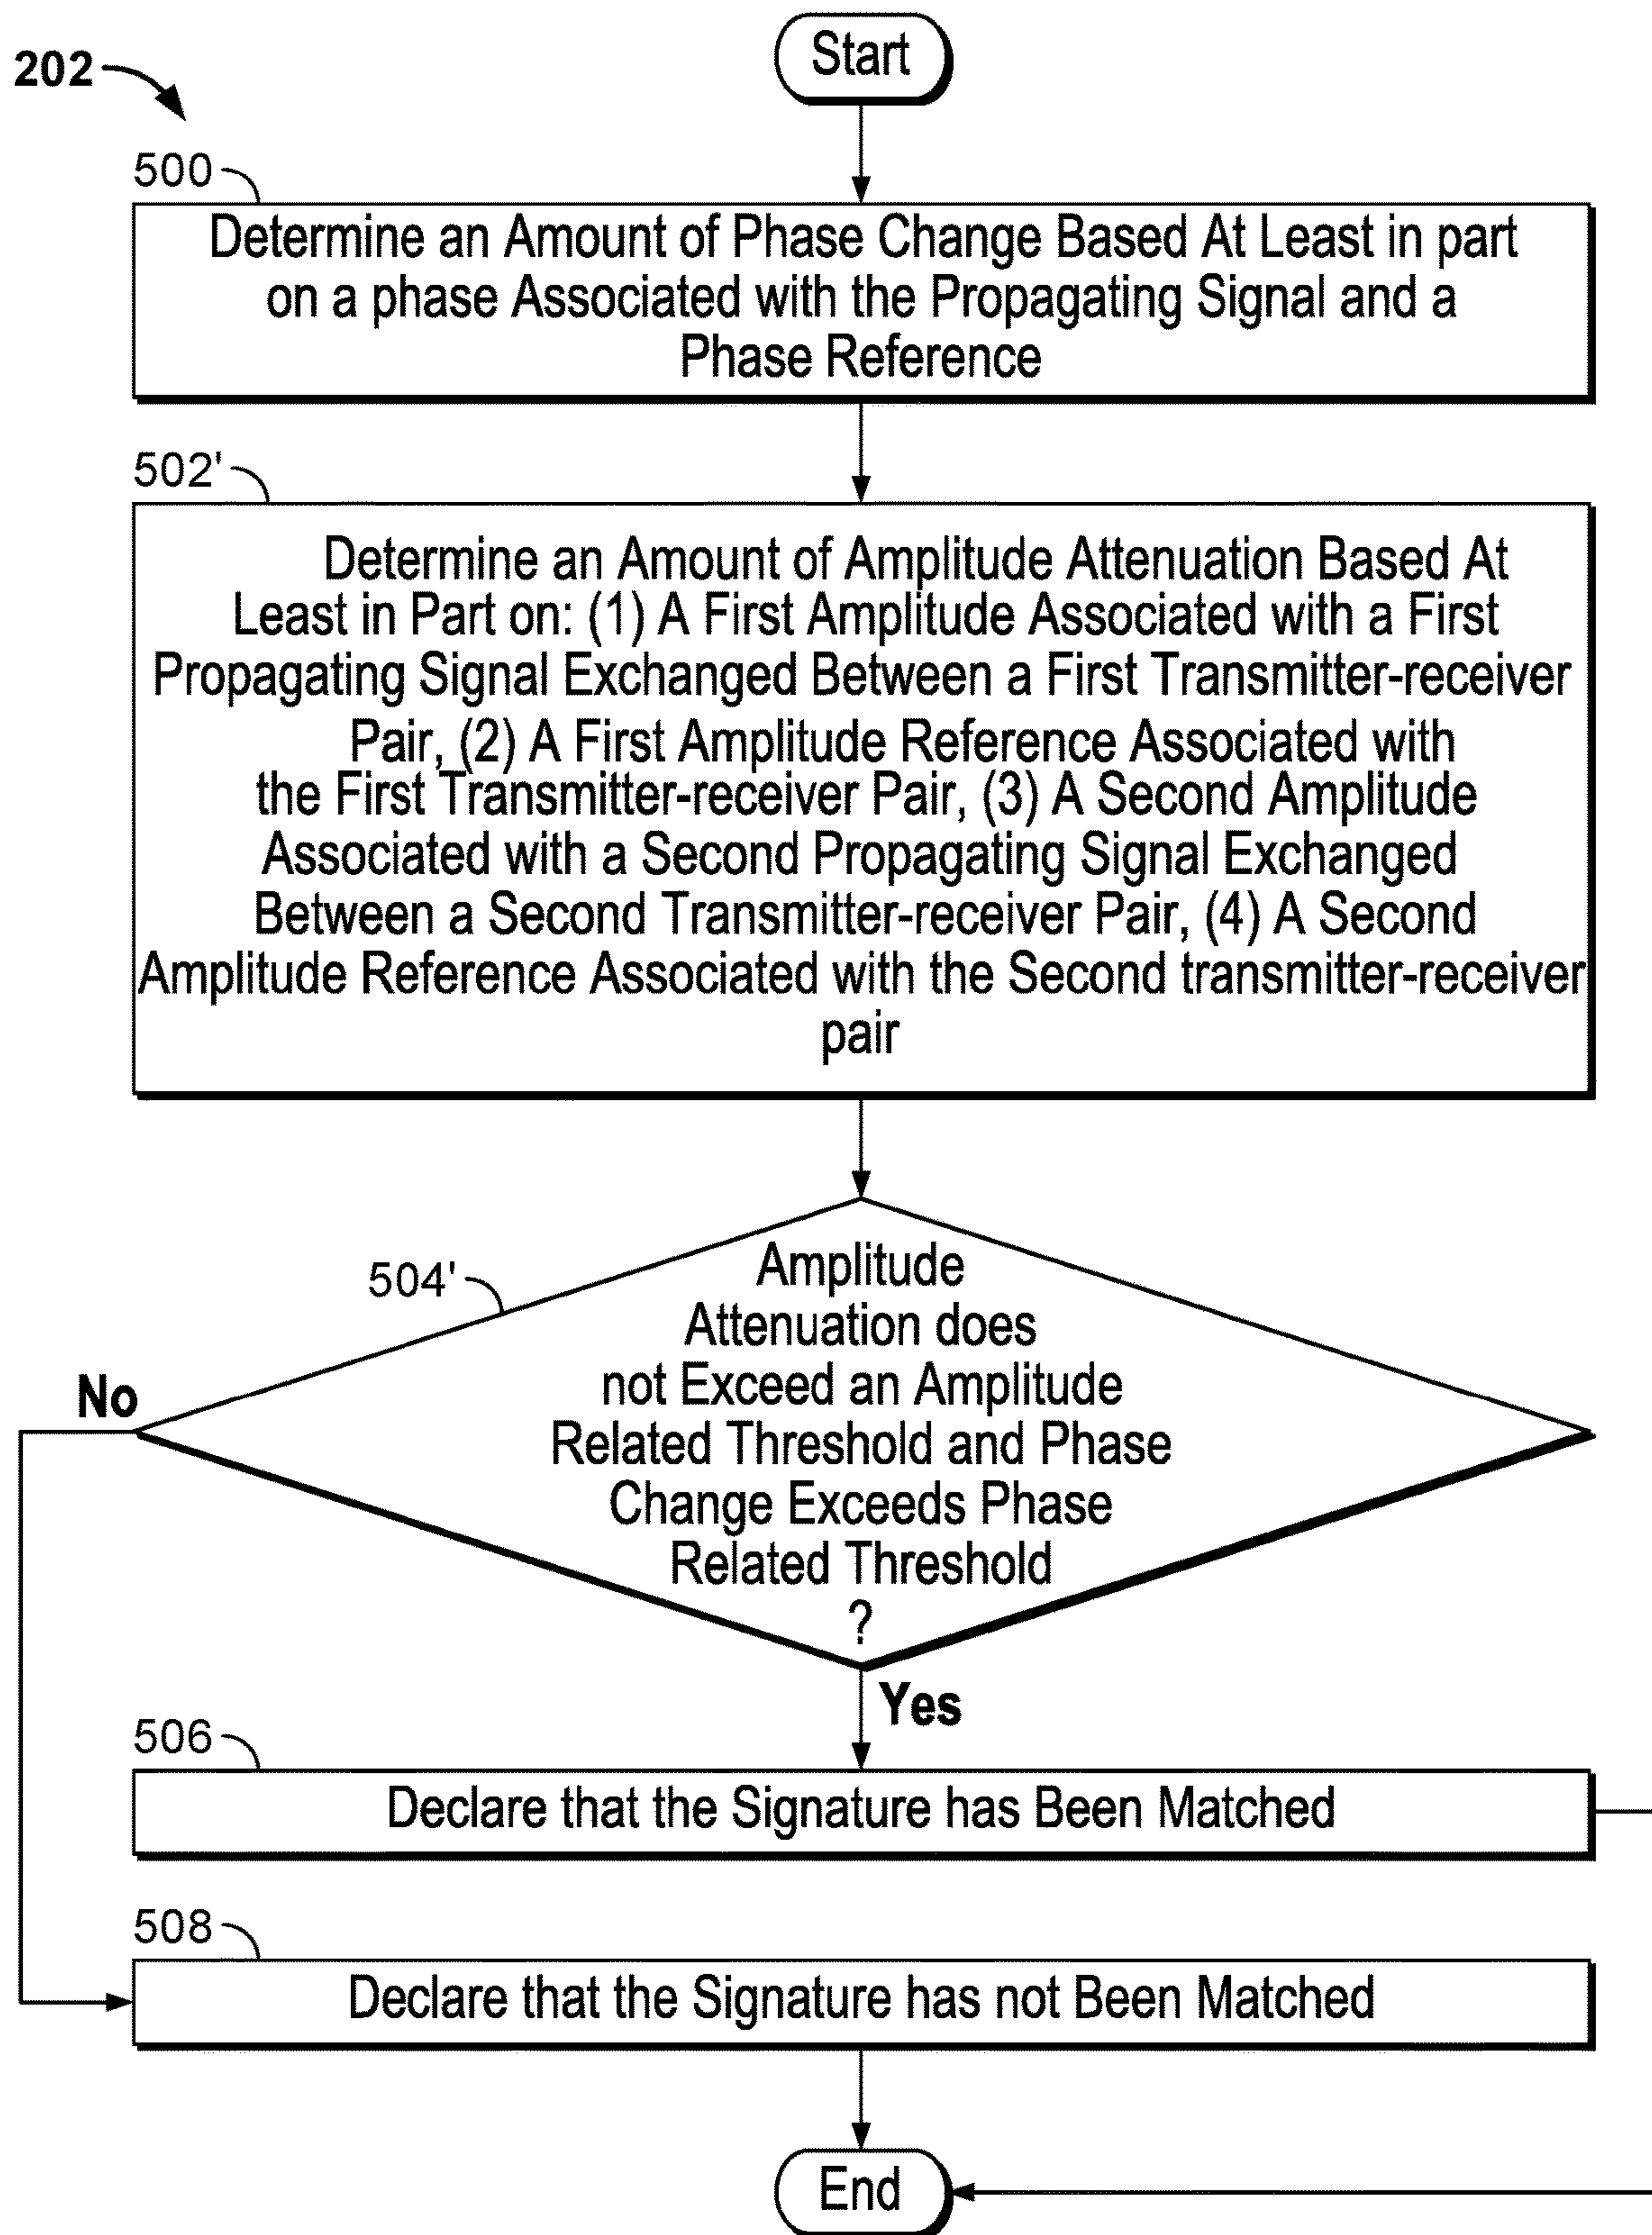 Start
202
500
Determine an Amount of Phase Change Based At Least in part
on a phase Associated with the Propagating Signal and a
Phase Reference
502'
Determine an Amount of Amplitude Attenuation Based At
Least in Part on: (1) A First Amplitude Associated with a First
Propagating Signal Exchanged Between a First Transmitter-receiver
Pair, (2) A First Amplitude Reference Associated with
the First Transmitter-receiver Pair, (3) A Second Amplitude
Associated with a Second Propagating Signal Exchanged
Between a Second Transmitter-receiver Pair, (4) A Second
Amplitude Reference Associated with the Second transmitter-receiver
pair
504'
Amplitude
Attenuation does
not Exceed an Amplitude
Related Threshold and Phase
Change Exceeds Phase
Related Threshold
?
No
Yes
506
Declare that the Signature has Been Matched
508
Declare that the Signature has not Been Matched
End